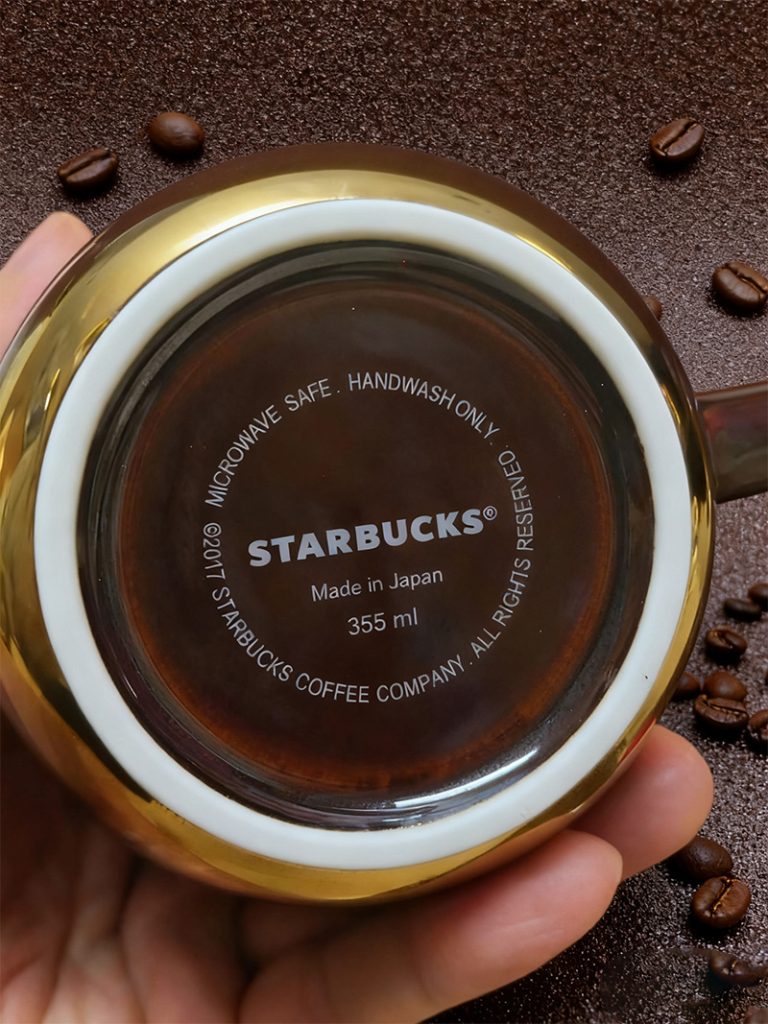 MICROWAVE SAFE . HANDWASH ONLY .
STARBUCKS®
Made in Japan
355 ml
©2017 STARBUCKS COFFEE COMPANY . ALL RIGHTS RESERVED .